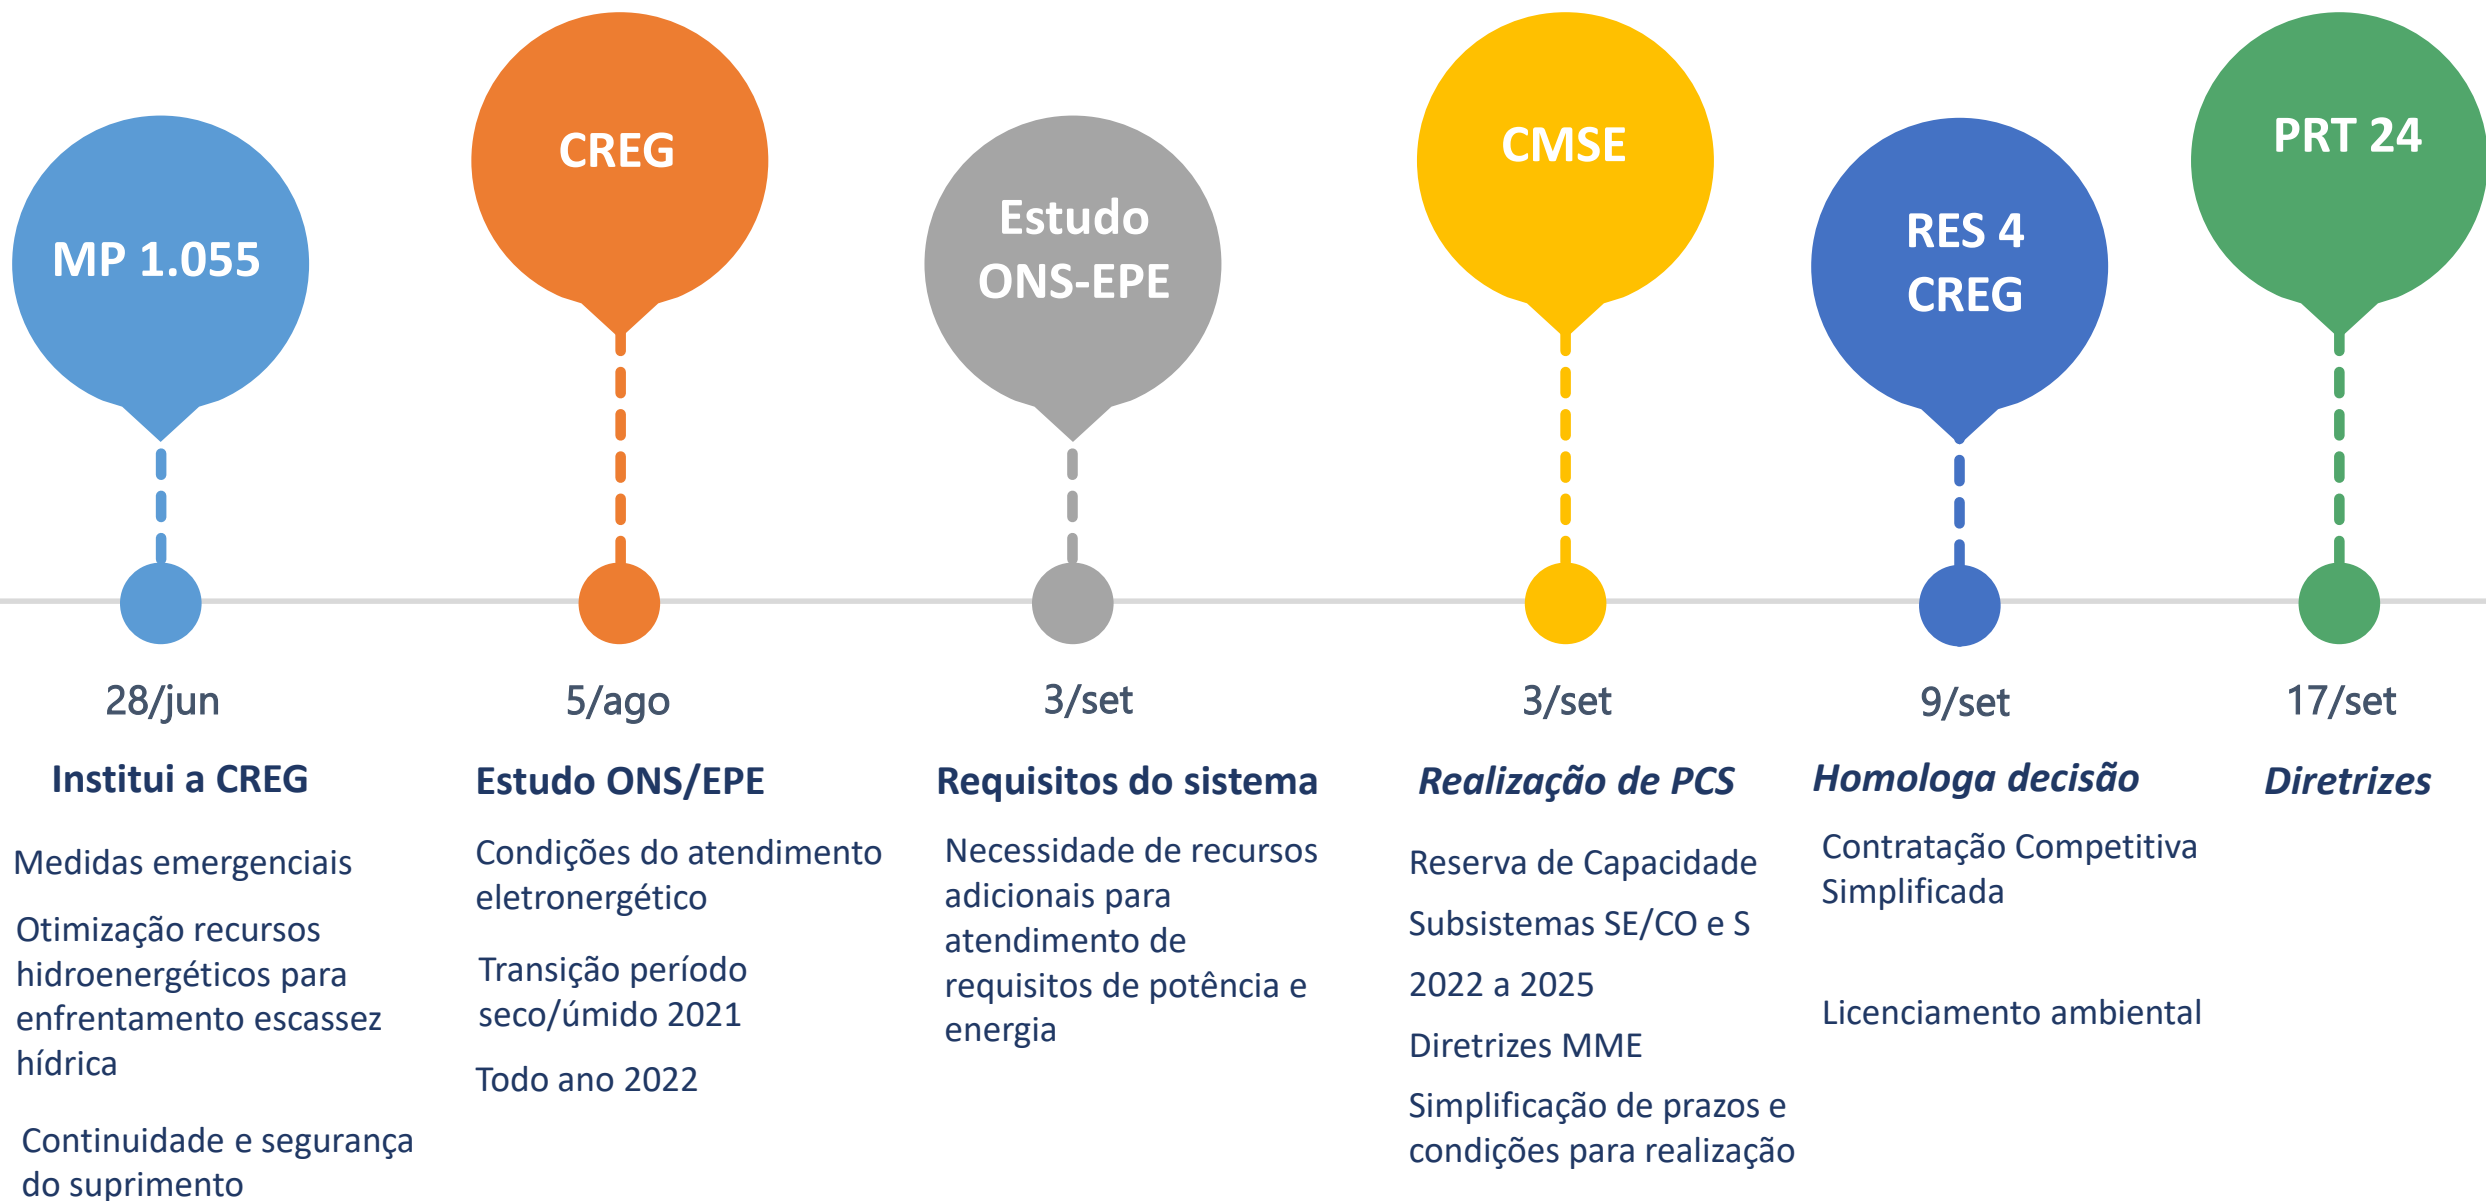 MP 1.055
28/jun
Institui a CREG
Medidas emergenciais
Otimização recursos
hidroenergéticos para
enfrentamento escassez
hídrica
Continuidade e segurança
do suprimento
CREG
5/ago
Estudo ONS/EPE
Condições do atendimento
eletronergético
Transição período
seco/úmido 2021
Todo ano 2022
Estudo
ONS-EPE
3/set
Requisitos do sistema
Necessidade de recursos
adicionais para
atendimento de
requisitos de potência e
energia
CMSE
3/set
Realização de PCS
Reserva de Capacidade
Subsistemas SE/CO e S
2022 a 2025
Diretrizes MME
Simplificação de prazos e
condições para realização
RES 4
CREG
9/set
Homologa decisão
Contratação Competitiva
Simplificada
Licenciamento ambiental
PRT 24
17/set
Diretrizes